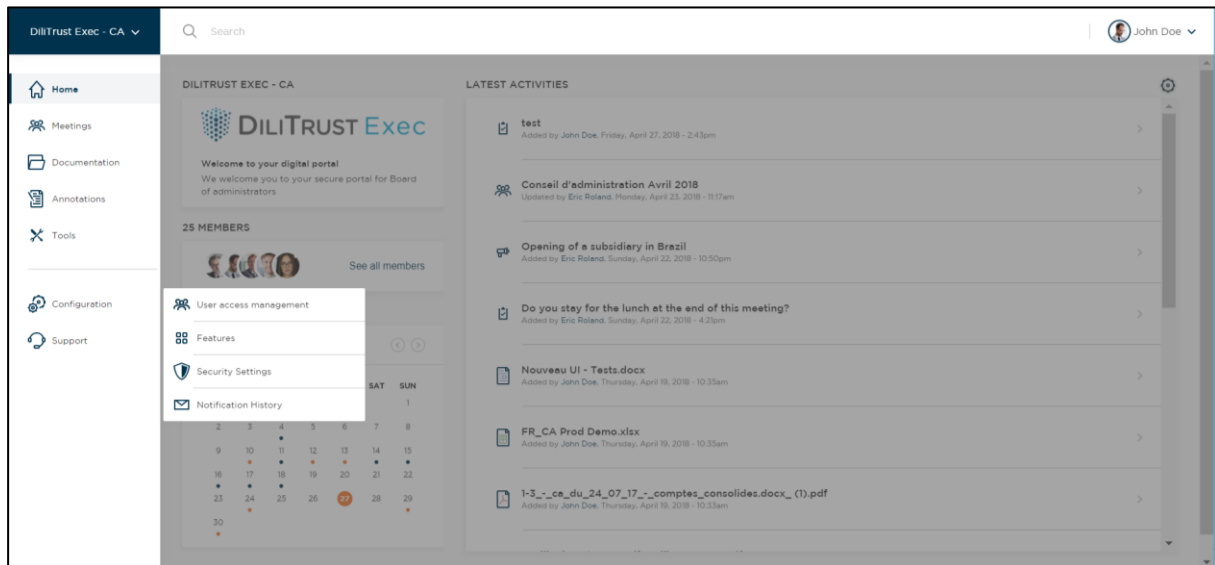 DiliTrust Exec - CA
Search
John Doe
Home
Meetings
Documentation
Annotations
Tools
Configuration
Support
User access management
Features
Security Settings
Notification History
DILITRUST EXEC - CA
DILITRUST Exec
Welcome to your digital portal
We welcome you to your secure portal for Board
of administrators
25 MEMBERS
See all members
SAT SUN
1
2 3 4 5 6 7 8
9 10 11 12 13 14 15
16 17 18 19 20 21 22
23 24 25 26 27 28 29
30
LATEST ACTIVITIES
test
Added by John Doe, Friday, April 27, 2018 - 2:43pm
Conseil d'administration Avril 2018
Updated by Eric Roland, Monday, April 23, 2018 - 11:17am
Opening of a subsidiary in Brazil
Added by Eric Roland, Sunday, April 22, 2018 - 10:50pm
Do you stay for the lunch at the end of this meeting?
Added by Eric Roland, Sunday, April 22, 2018 - 4:21pm
Nouveau UI - Tests.docx
Added by John Doe, Thursday, April 19, 2018 - 10:35am
FR_CA Prod Demo.xlsx
Added by John Doe, Thursday, April 19, 2018 - 10:35am
1-3_-_ca_du_24_07_17_-_comptes_consolides.docx_ (1).pdf
Added by John Doe, Thursday, April 19, 2018 - 10:33am